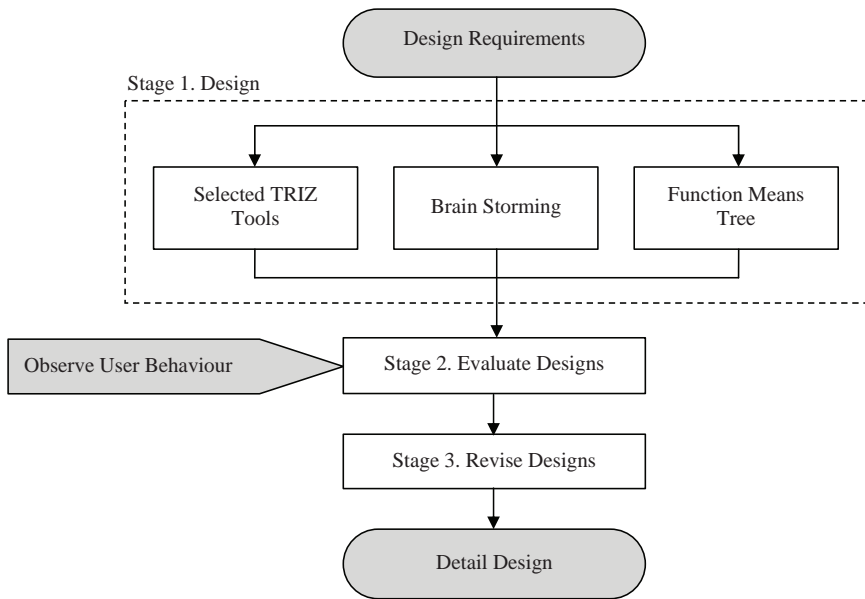 Design Requirements
Stage 1. Design
Selected TRIZ
Tools
Brain Storming
Function Means
Tree
Observe User Behaviour
Stage 2. Evaluate Designs
Stage 3. Revise Designs
Detail Design